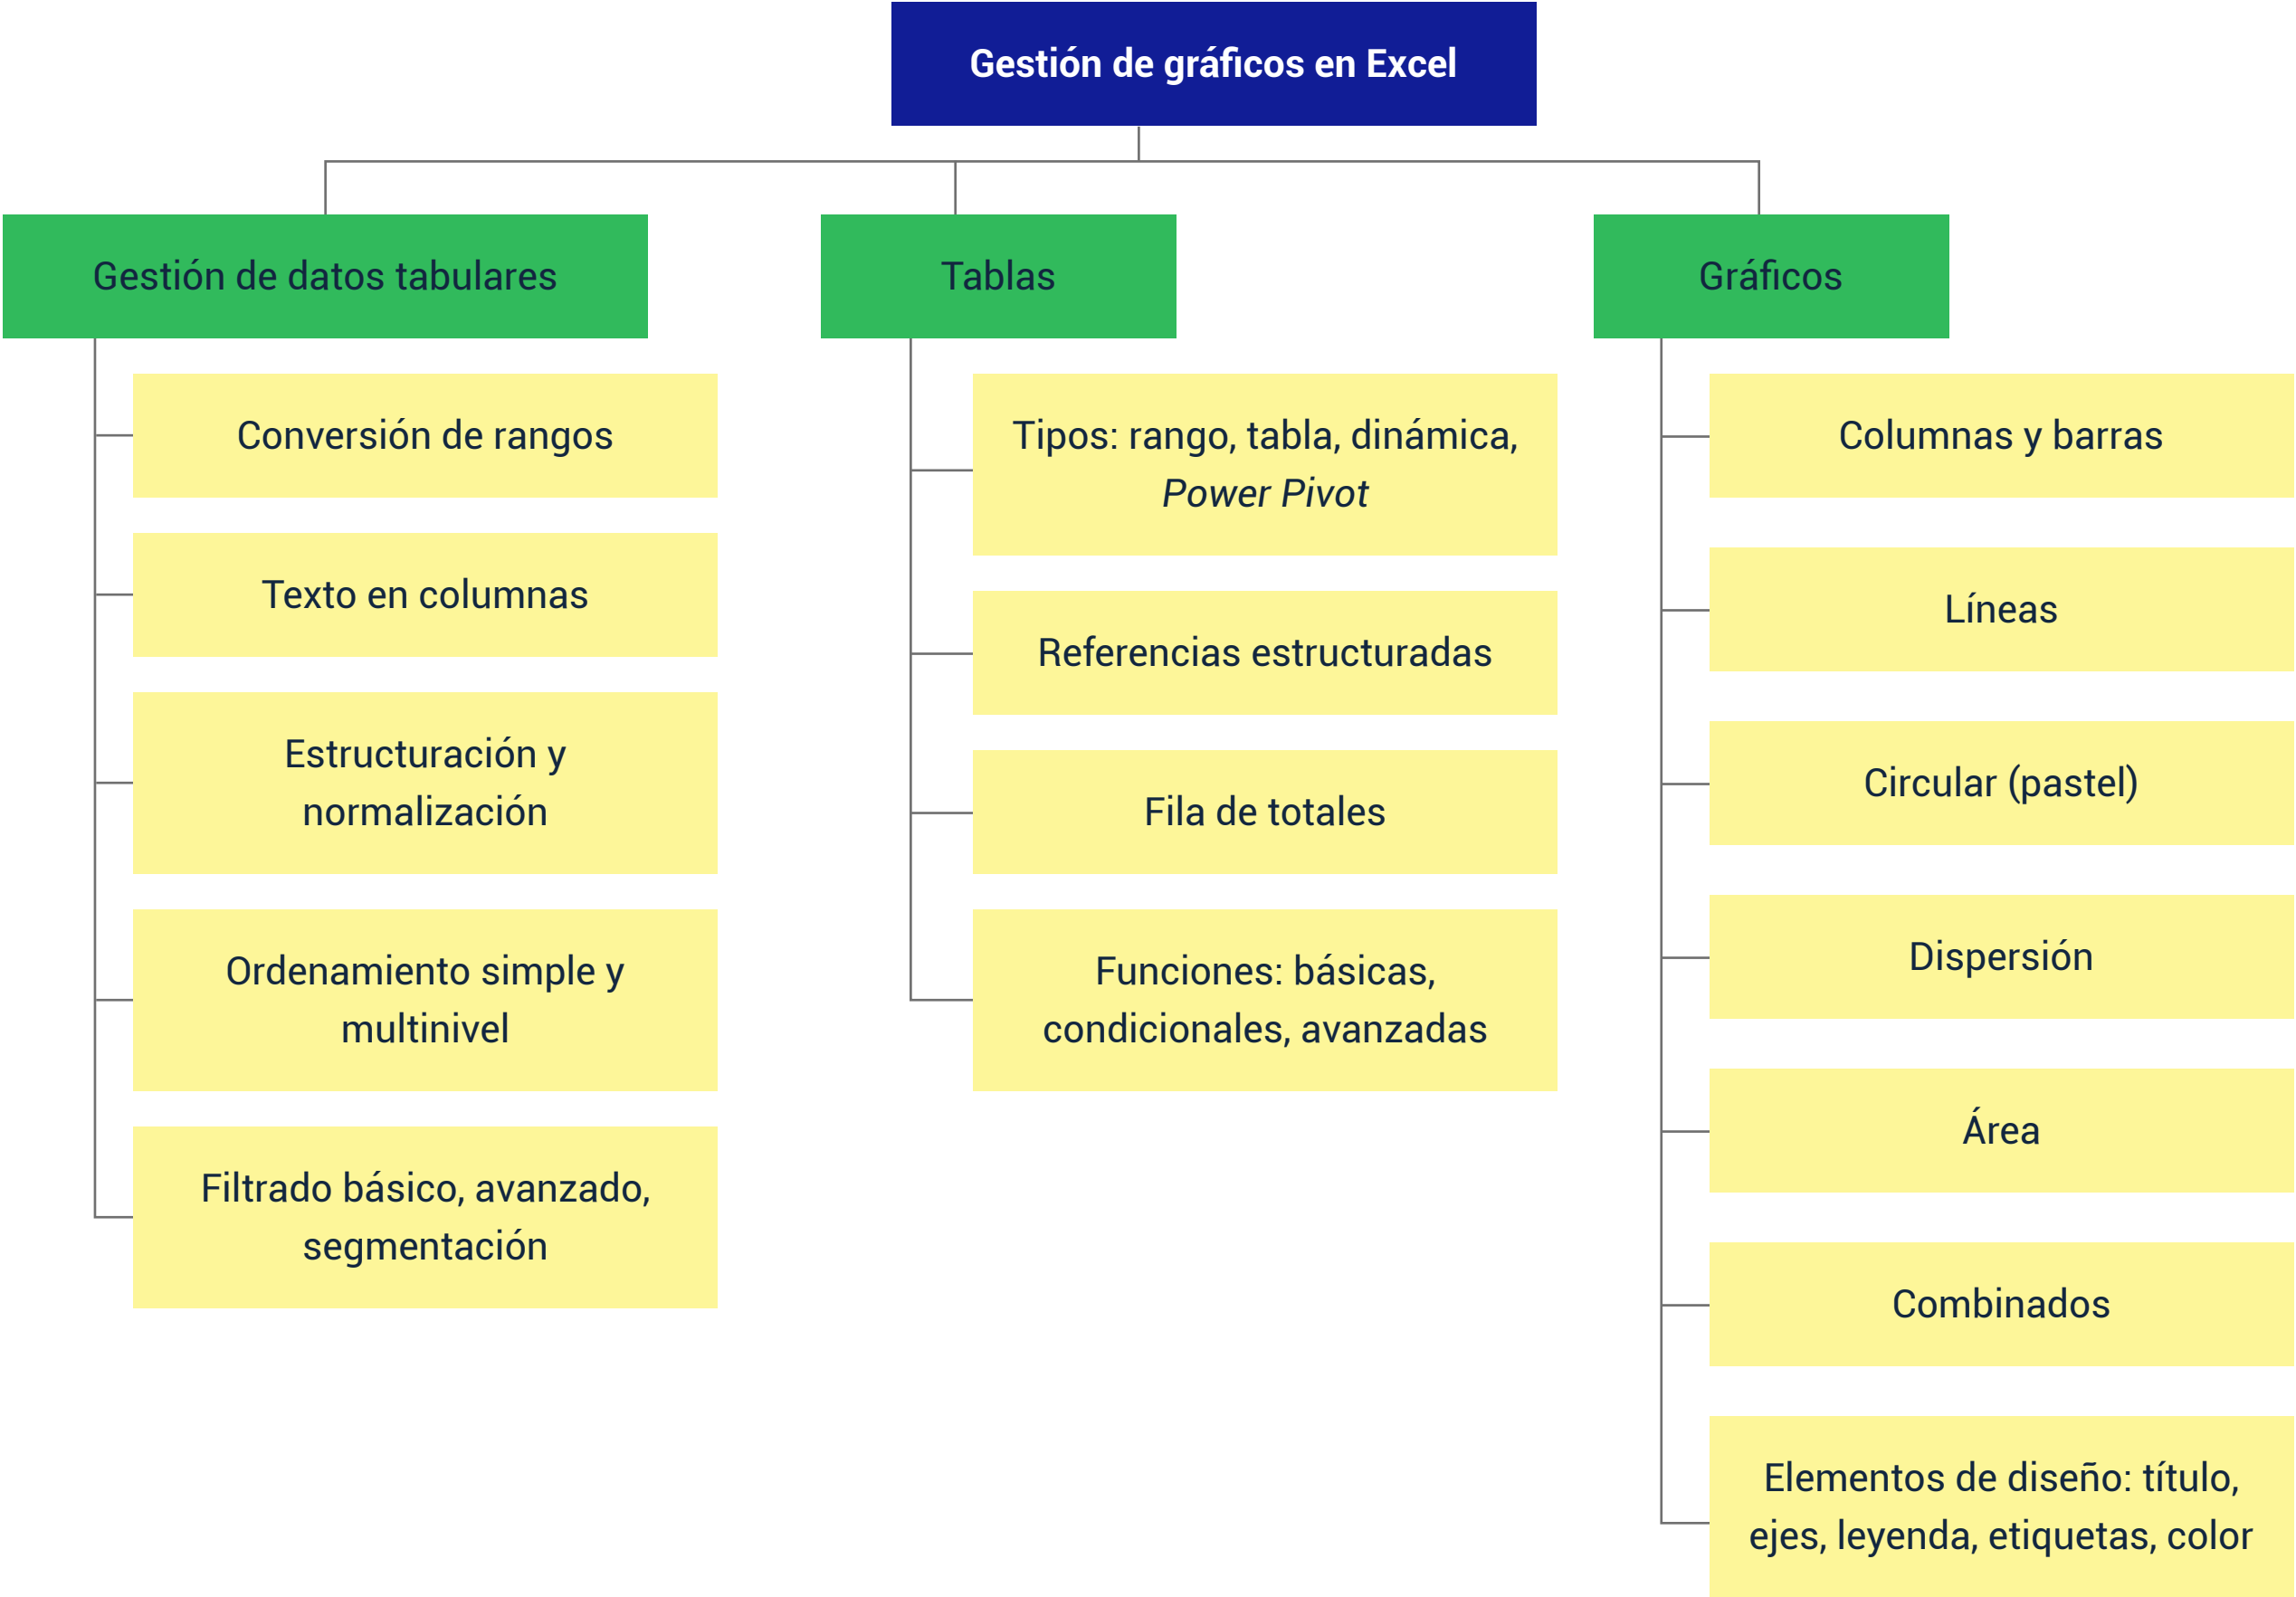 Gestión de gráficos en Excel
Gestión de datos tabulares
Conversión de rangos
Texto en columnas
Estructuración y
normalización
Ordenamiento simple y
multinivel
Filtrado básico, avanzado,
segmentación
Tablas
Tipos: rango, tabla, dinámica,
Power Pivot
Referencias estructuradas
Fila de totales
Funciones: básicas,
condicionales, avanzadas
Gráficos
Columnas y barras
Líneas
Circular (pastel)
Dispersión
Área
Combinados
Elementos de diseño: título,
ejes, leyenda, etiquetas, color